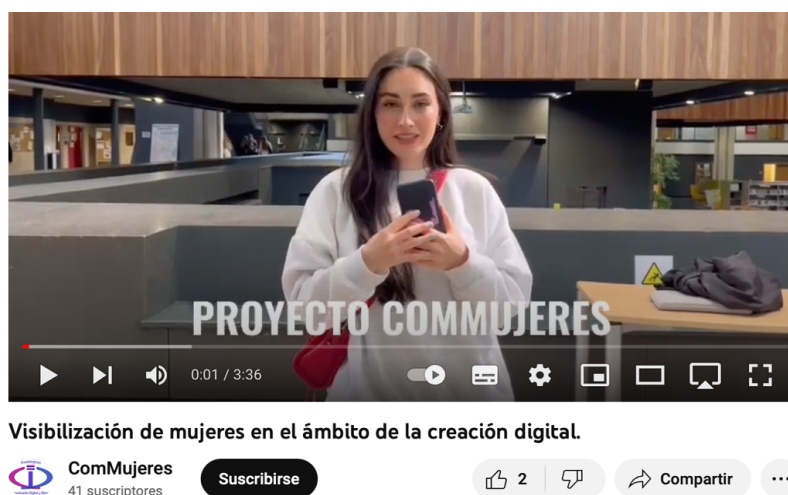 PROYECTO COMMUJERES
0:01 / 3:36
Visibilización de mujeres en el ámbito de la creación digital.
ComMujeres
41 suscriptores
Suscribirse
2
Compartir